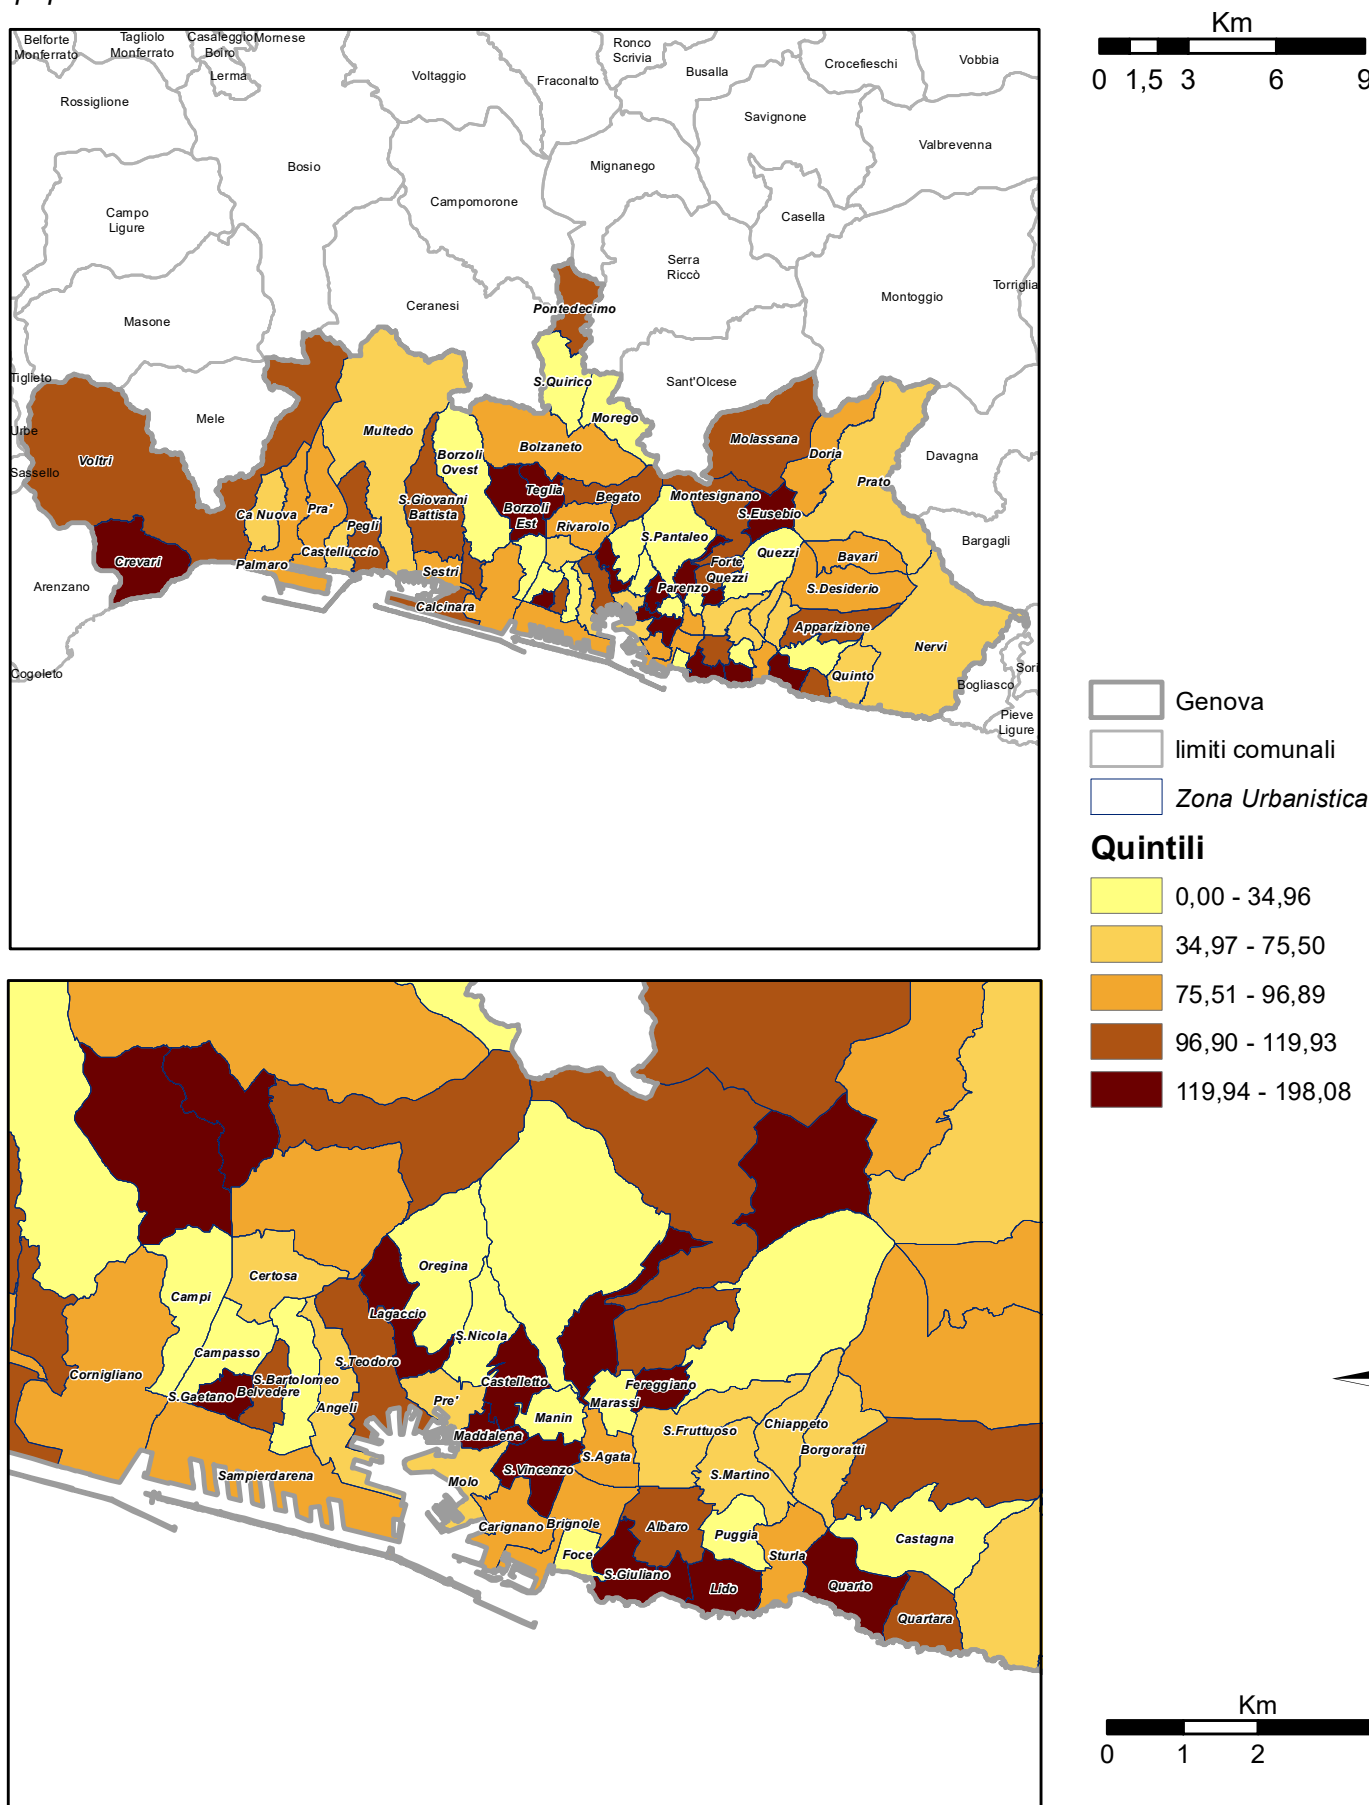 Km
0 1,5 3 6 9
Belforte
Monferrato
Tagliolo
Monferrato
Casaleggio
Boiro
Mornese
Lerma
Voltaggio
Ronco
Scrivia
Fraconalto
Busalla
Crocefieschi
Vobbia
Rossiglione
Savignone
Valbrevenna
Bosio
Mignanego
Campomorone
Campo
Ligure
Casella
Serra
Riccò
Montoggio
Torriglia
Masone
Ceranesi
Pontedecimo
Tiglieto
Mele
Sant'Olcese
S.Quirico
Morego
Urbe
Multedo
Voltri
Bolzaneto
Molassana
Doria
Davagna
Sassello
Borzoli
Ovest
Prato
Teglia
Begato
Montesignano
Ca Nuova
Pra'
S.Giovanni
Battista
Borzoli
Est
S.Eusebio
Pegli
Rivarolo
S.Pantaleo
Bargagli
Castelluccio
Quezzi
Bavari
Crevari
Palmaro
Sestri
Forte
Quezzi
Arenzano
Parenzo
S.Desiderio
Calcinara
Apparizione
Nervi
Cogoleto
Quinto
Sori
Bogliasco
Pieve
Ligure
Genova
limiti comunali
Zona Urbanistica
Quintili
0,00 - 34,96
34,97 - 75,50
75,51 - 96,89
96,90 - 119,93
119,94 - 198,08
Oregina
Certosa
Campi
Lagaccio
S.Nicola
Campasso
S.Teodoro
Cornigliano
S.Bartolomeo
Castelletto
Fereggiano
S.Gaetano
Belvedere
Pre'
Marassi
Angeli
Manin
Chiappeto
Maddalena
S.Fruttuoso
Borgoratti
S.Agata
Sampierdarena
S.Vincenzo
S.Martino
Molo
Carignano
Brignole
Albaro
Puggia
Castagna
Foce
Sturla
S.Giuliano
Lido
Quarto
Quartara
Km
0 1 2